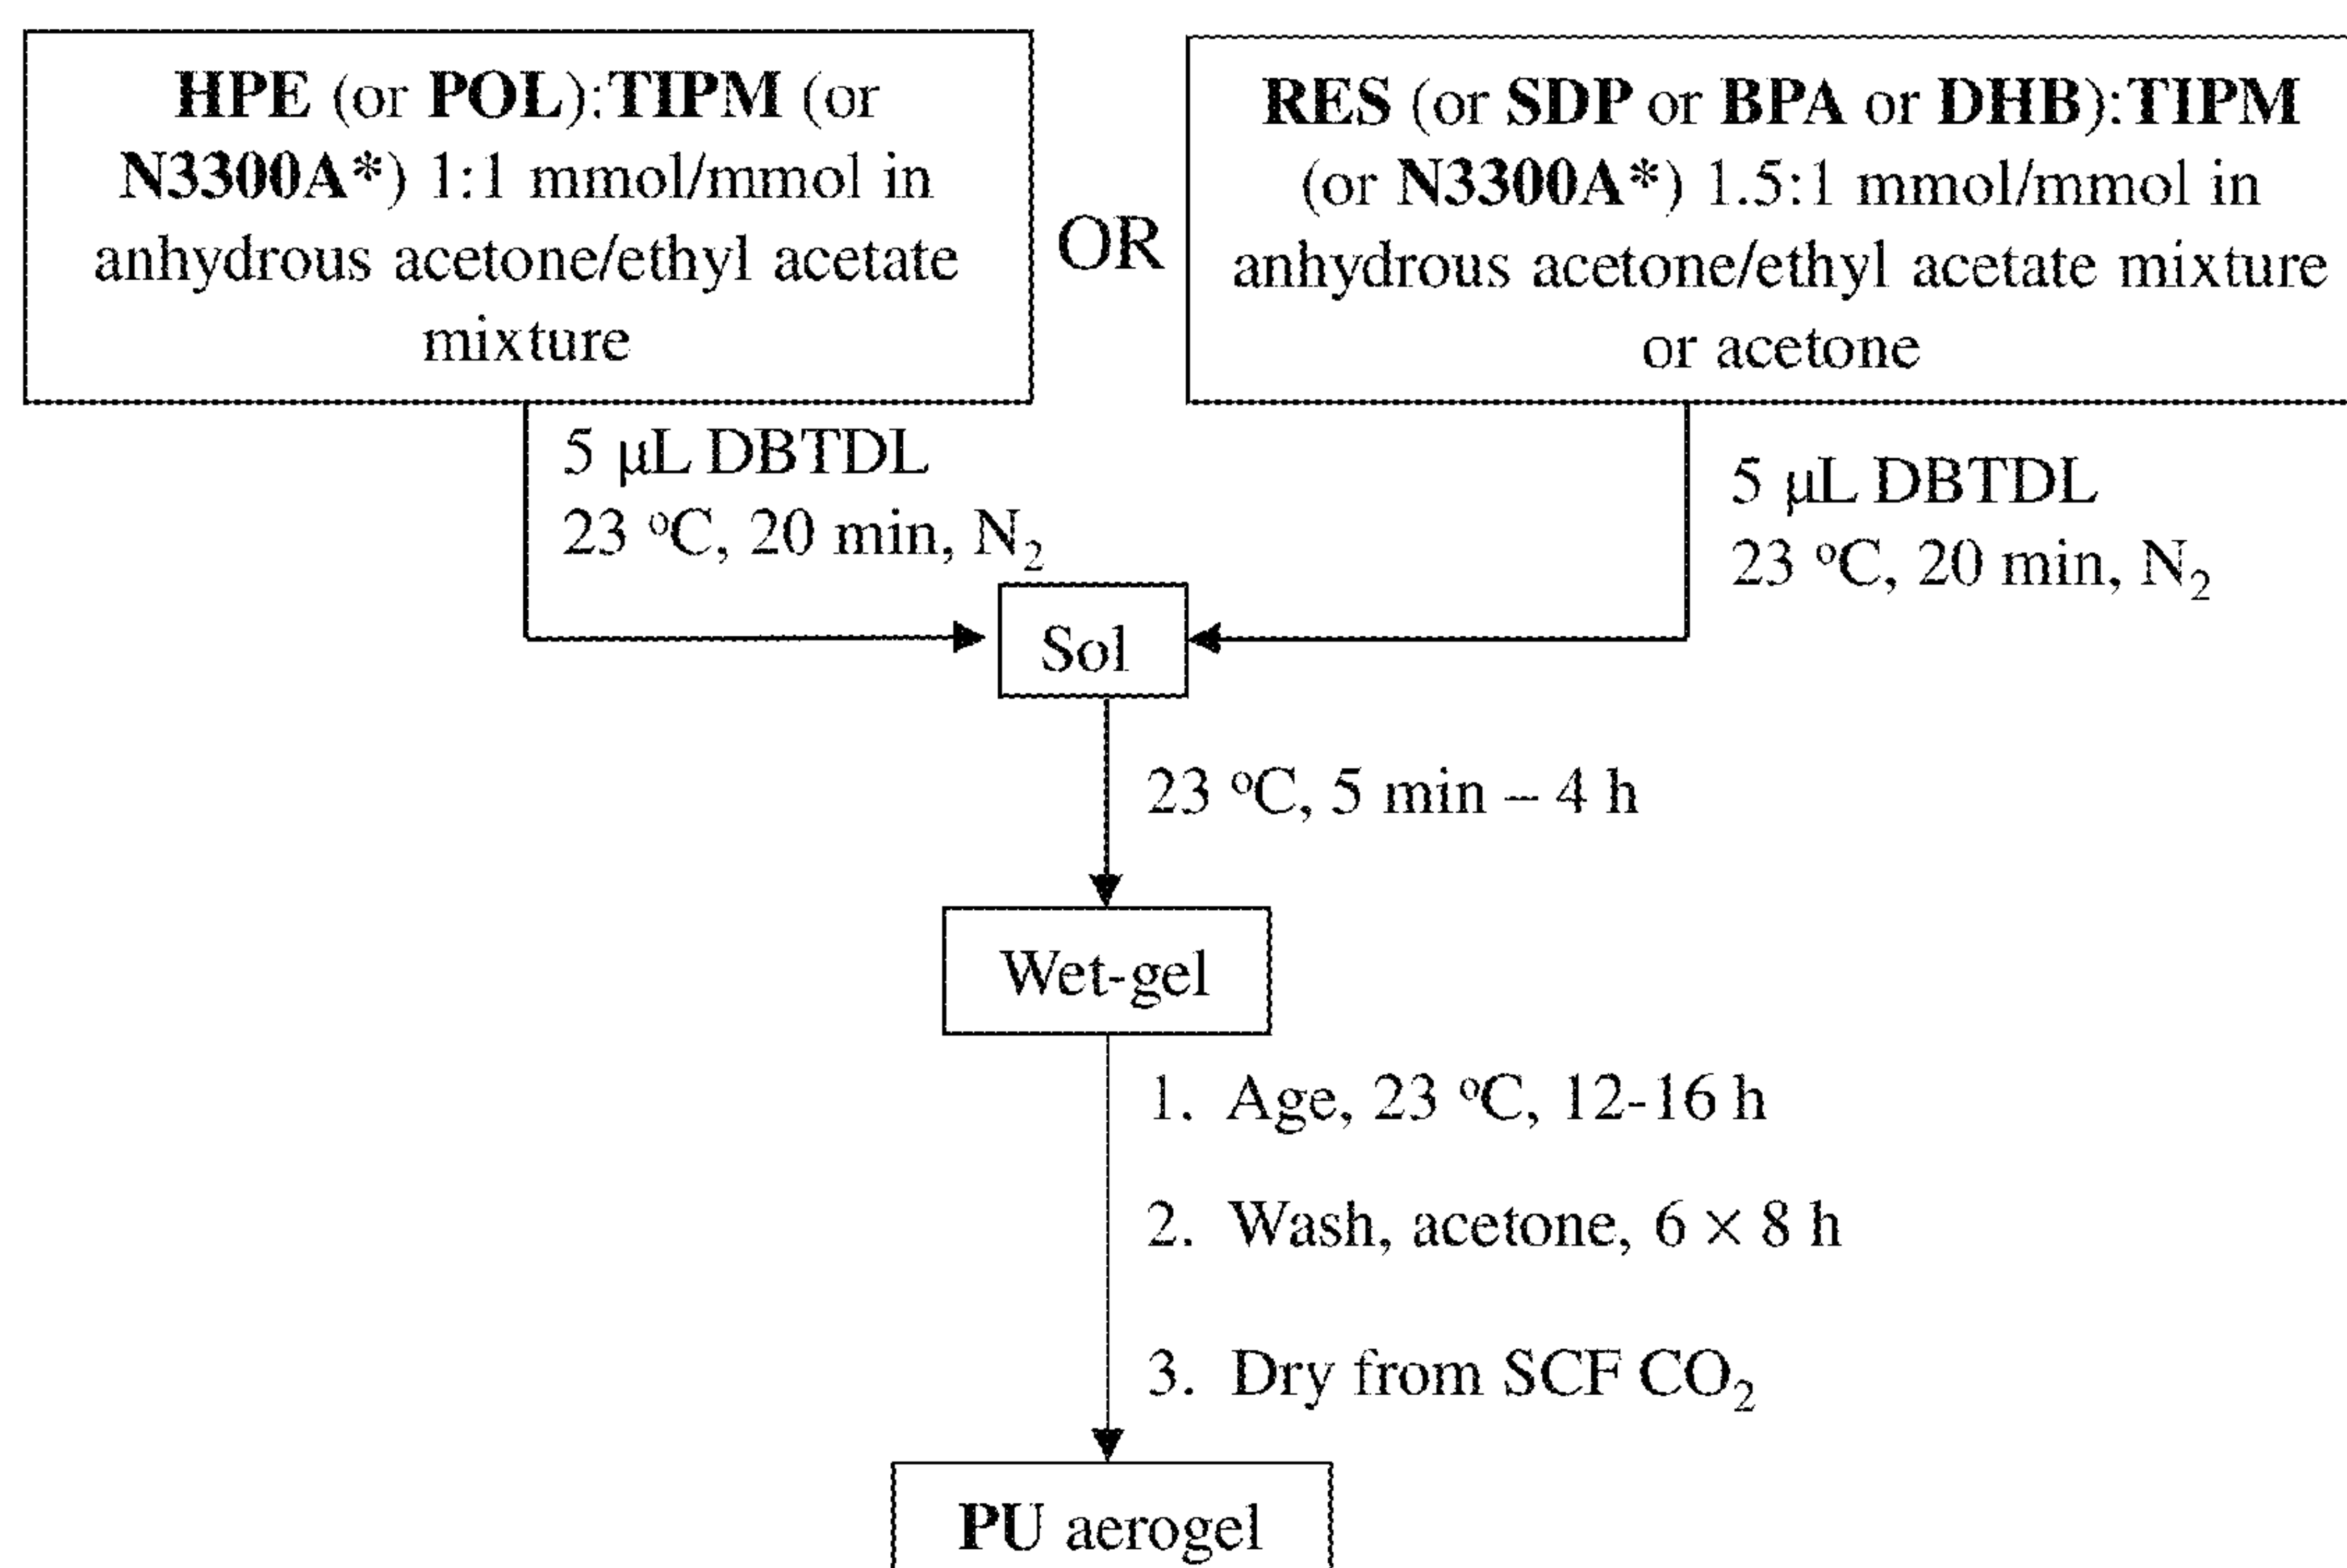 HPE (or POL):TIPM (or
N3300A*) 1:1 mmol/mmol in
anhydrous acetone/ethyl acetate
mixture
OR
RES (or SDP or BPA or DHB):TIPM
(or N3300A*) 1.5:1 mmol/mmol in
anhydrous acetone/ethyl acetate mixture
or acetone
5 µL DBTDL
23 °C, 20 min, N₂
5 µL DBTDL
23 °C, 20 min, N₂
Sol
23 °C, 5 min – 4 h
Wet-gel
1. Age, 23 °C, 12-16 h
2. Wash, acetone, 6 × 8 h
3. Dry from SCF CO₂
PU aerogel